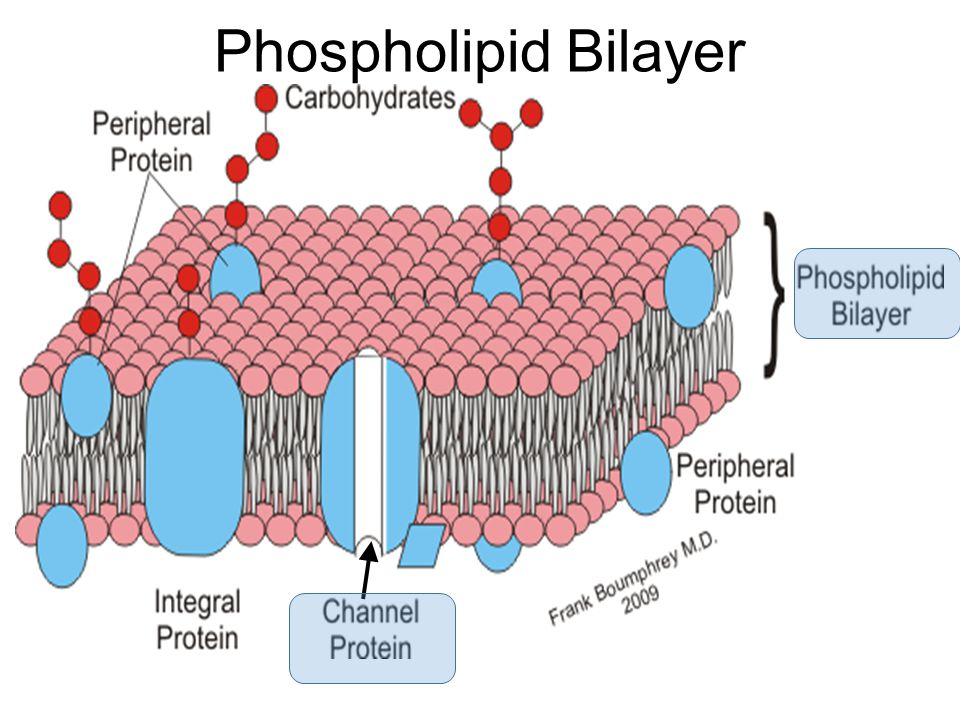 Phospholipid Bilayer
Carbohydrates
Peripheral
Protein
Phospholipid
Bilayer
Peripheral
Protein
Frank Boumphrey M.D.
2009
Integral
Protein
Channel
Protein